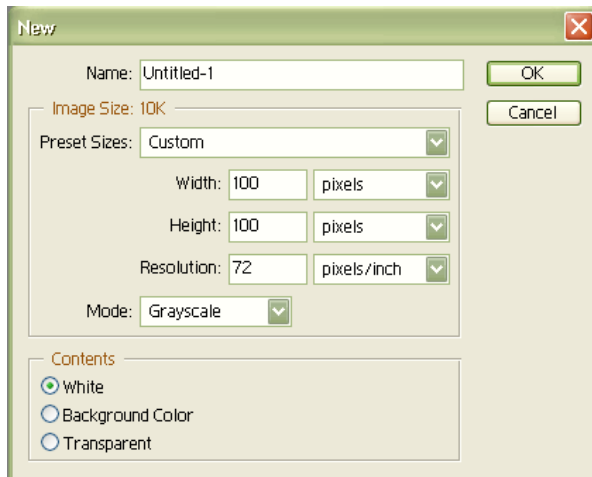 New
Name: Untitled-1
OK
Image Size: 10K
Cancel
Preset Sizes: Custom
Width: 100 pixels
Height: 100 pixels
Resolution: 72 pixels/inch
Mode: Grayscale
Contents
White
Background Color
Transparent